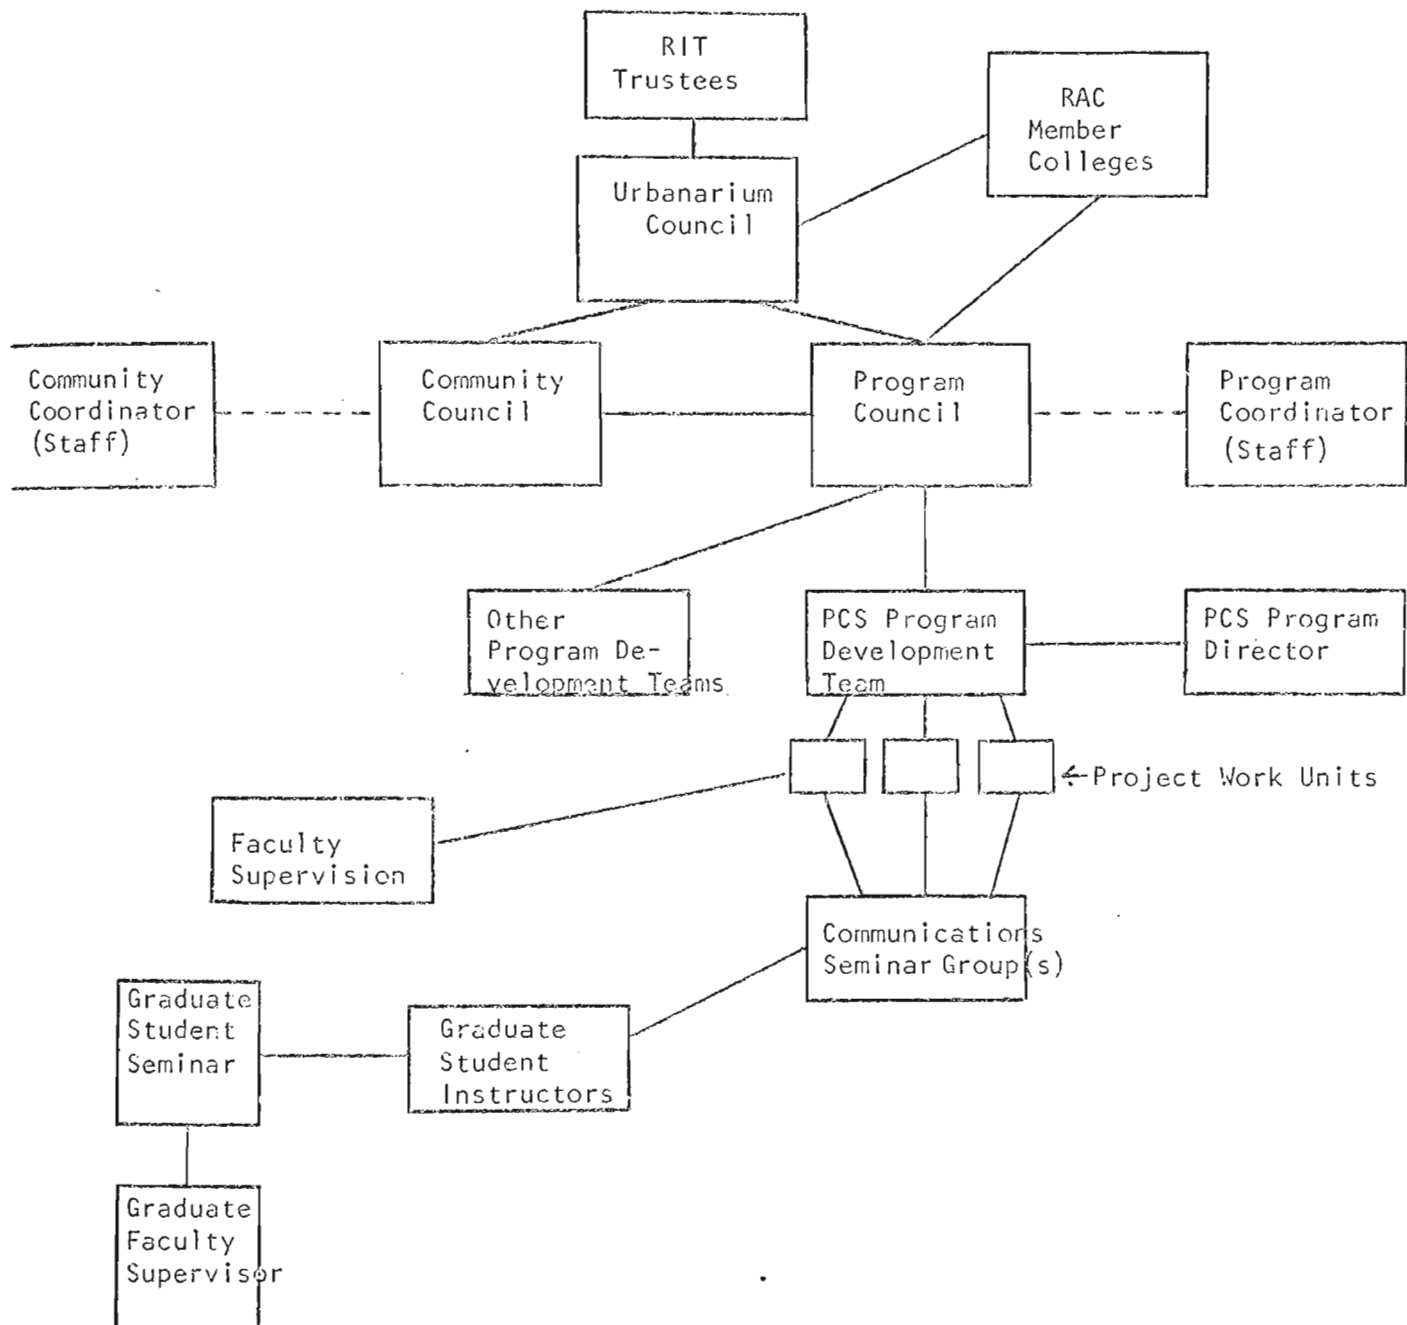 RIT
Trustees
RAC
Member
Colleges
Urbanarium
Council
Community
Coordinator
(Staff)
Community
Council
Program
Council
Program
Coordinator
(Staff)
Other
Program De-
velopment Teams
PCS Program
Development
Team
PCS Program
Director
Project Work Units
Faculty
Supervision
Communications
Seminar Group(s)
Graduate
Student
Seminar
Graduate
Student
Instructors
Graduate
Faculty
Supervisor